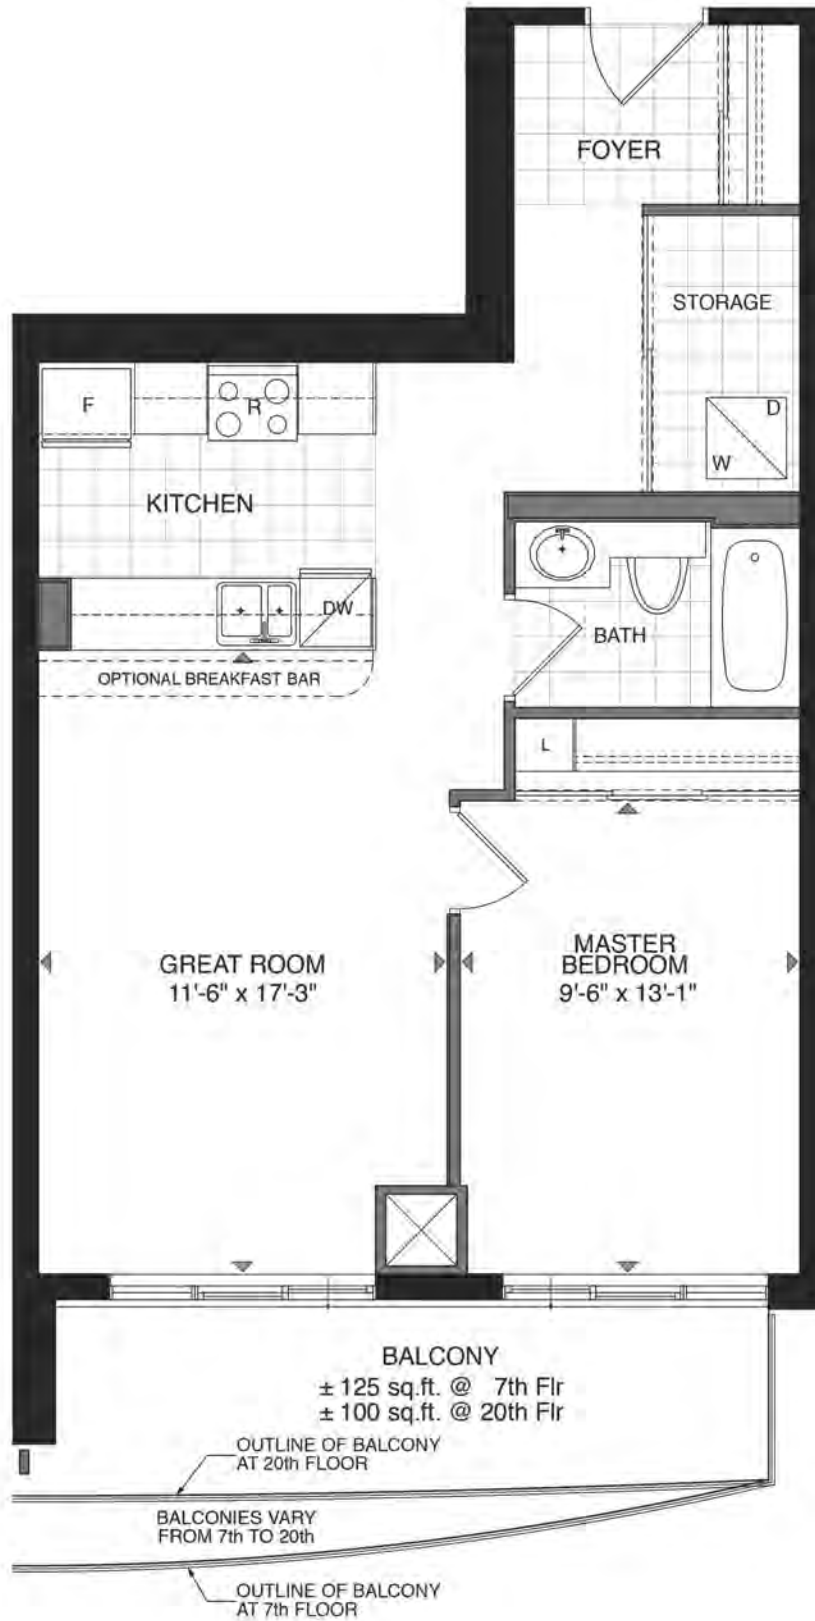 FOYER
STORAGE
D
W
F
R
KITCHEN
DW
OPTIONAL BREAKFAST BAR
BATH
L
GREAT ROOM
11'-6" x 17'-3"
MASTER
BEDROOM
9'-6" x 13'-1"
BALCONY
± 125 sq.ft. @ 7th Flr
± 100 sq.ft. @ 20th Flr
OUTLINE OF BALCONY
AT 20th FLOOR
BALCONIES VARY
FROM 7th TO 20th
OUTLINE OF BALCONY
AT 7th FLOOR